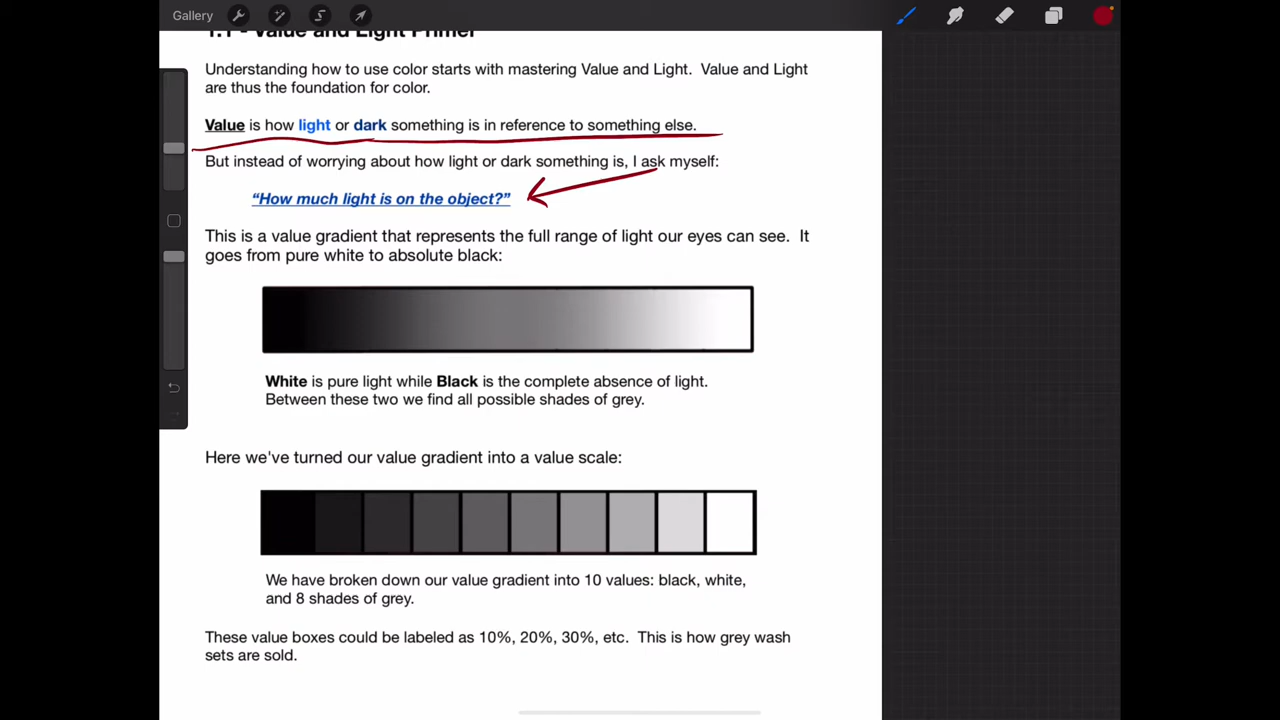 Gallery
1.1 - Value and Light Primer
Understanding how to use color starts with mastering Value and Light. Value and Light
are thus the foundation for color.
Value is how light or dark something is in reference to something else.
But instead of worrying about how light or dark something is, I ask myself:
“How much light is on the object?”
This is a value gradient that represents the full range of light our eyes can see. It
goes from pure white to absolute black:
White is pure light while Black is the complete absence of light.
Between these two we find all possible shades of grey.
Here we've turned our value gradient into a value scale:
We have broken down our value gradient into 10 values: black, white,
and 8 shades of grey.
These value boxes could be labeled as 10%, 20%, 30%, etc. This is how grey wash
sets are sold.